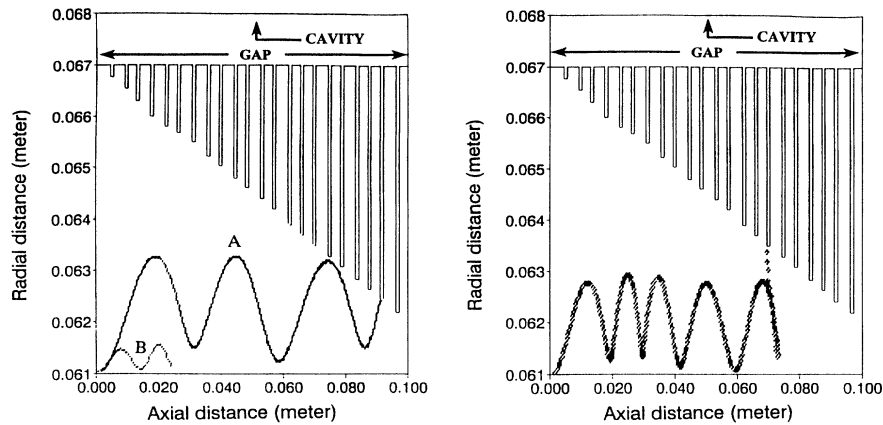 0.068
0.067
0.066
0.065
0.064
0.063
0.062
0.061
Radial distance (meter)
CAVITY
GAP
A
B
0.000 0.020 0.040 0.060 0.080 0.100
Axial distance (meter)
0.068
0.067
0.066
0.065
0.064
0.063
0.062
0.061
Radial distance (meter)
CAVITY
GAP
0.000 0.020 0.040 0.060 0.080 0.100
Axial distance (meter)